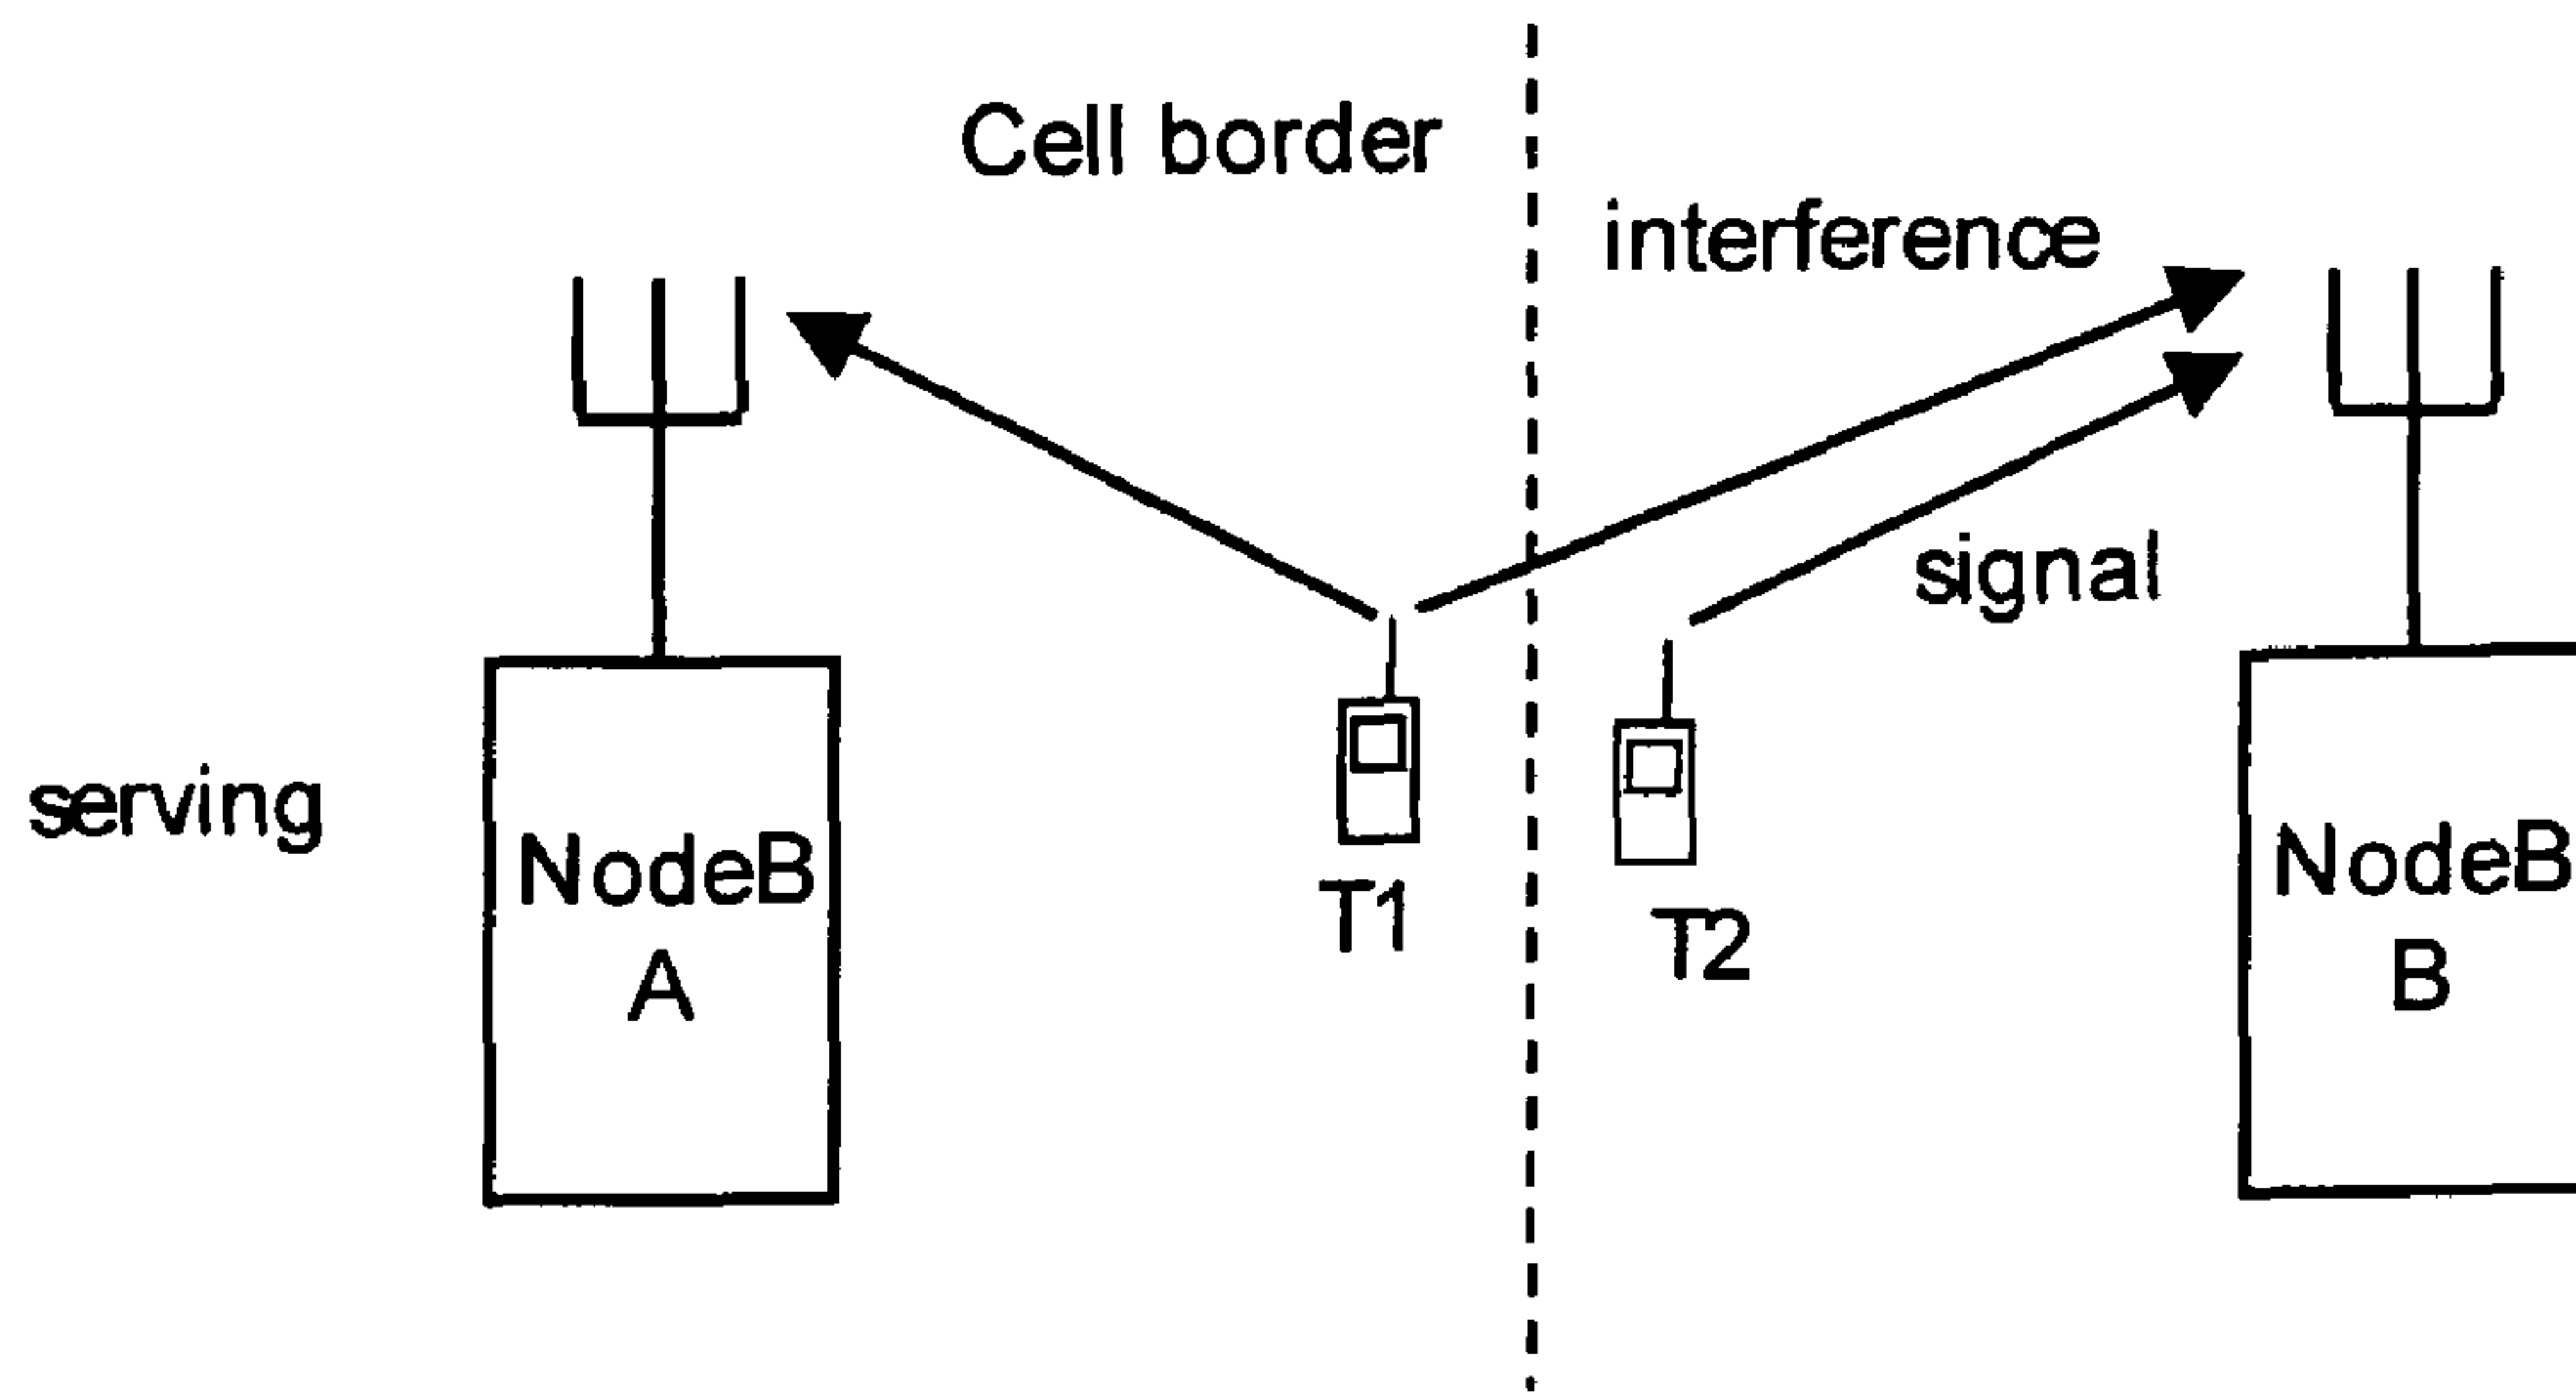 Cell border
interference
signal
serving
NodeB
A
T1
T2
NodeB
B